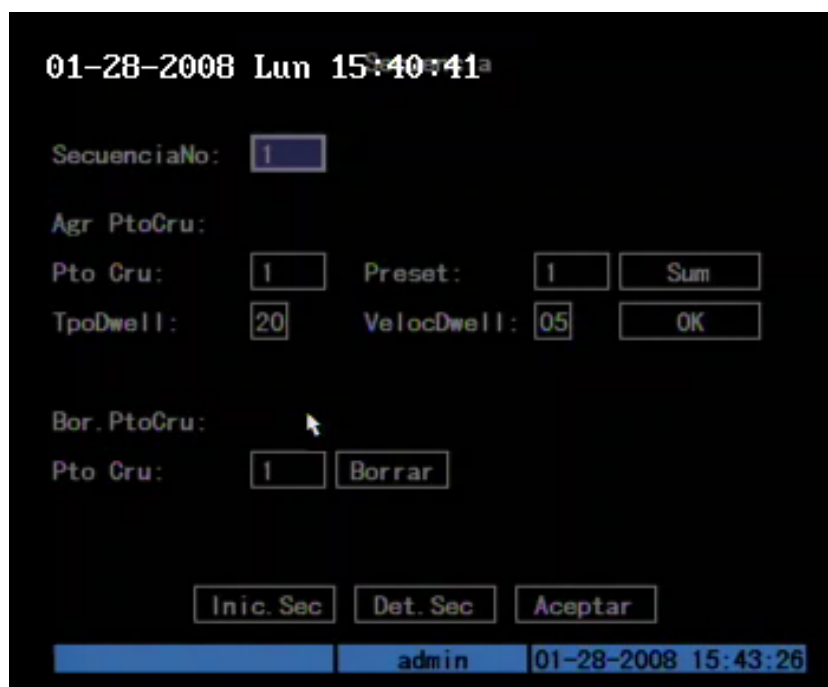 01-28-2008 Lun 15:40:41
SecuenciaNo: 1
Agr PtoCru:
Pto Cru: 1 Preset: 1 Sum
TpoDwell: 20 VelocDwell: 05 OK
Bor.PtoCru:
Pto Cru: 1 Borrar
Inic.Sec Det.Sec Aceptar
admin 01-28-2008 15:43:26